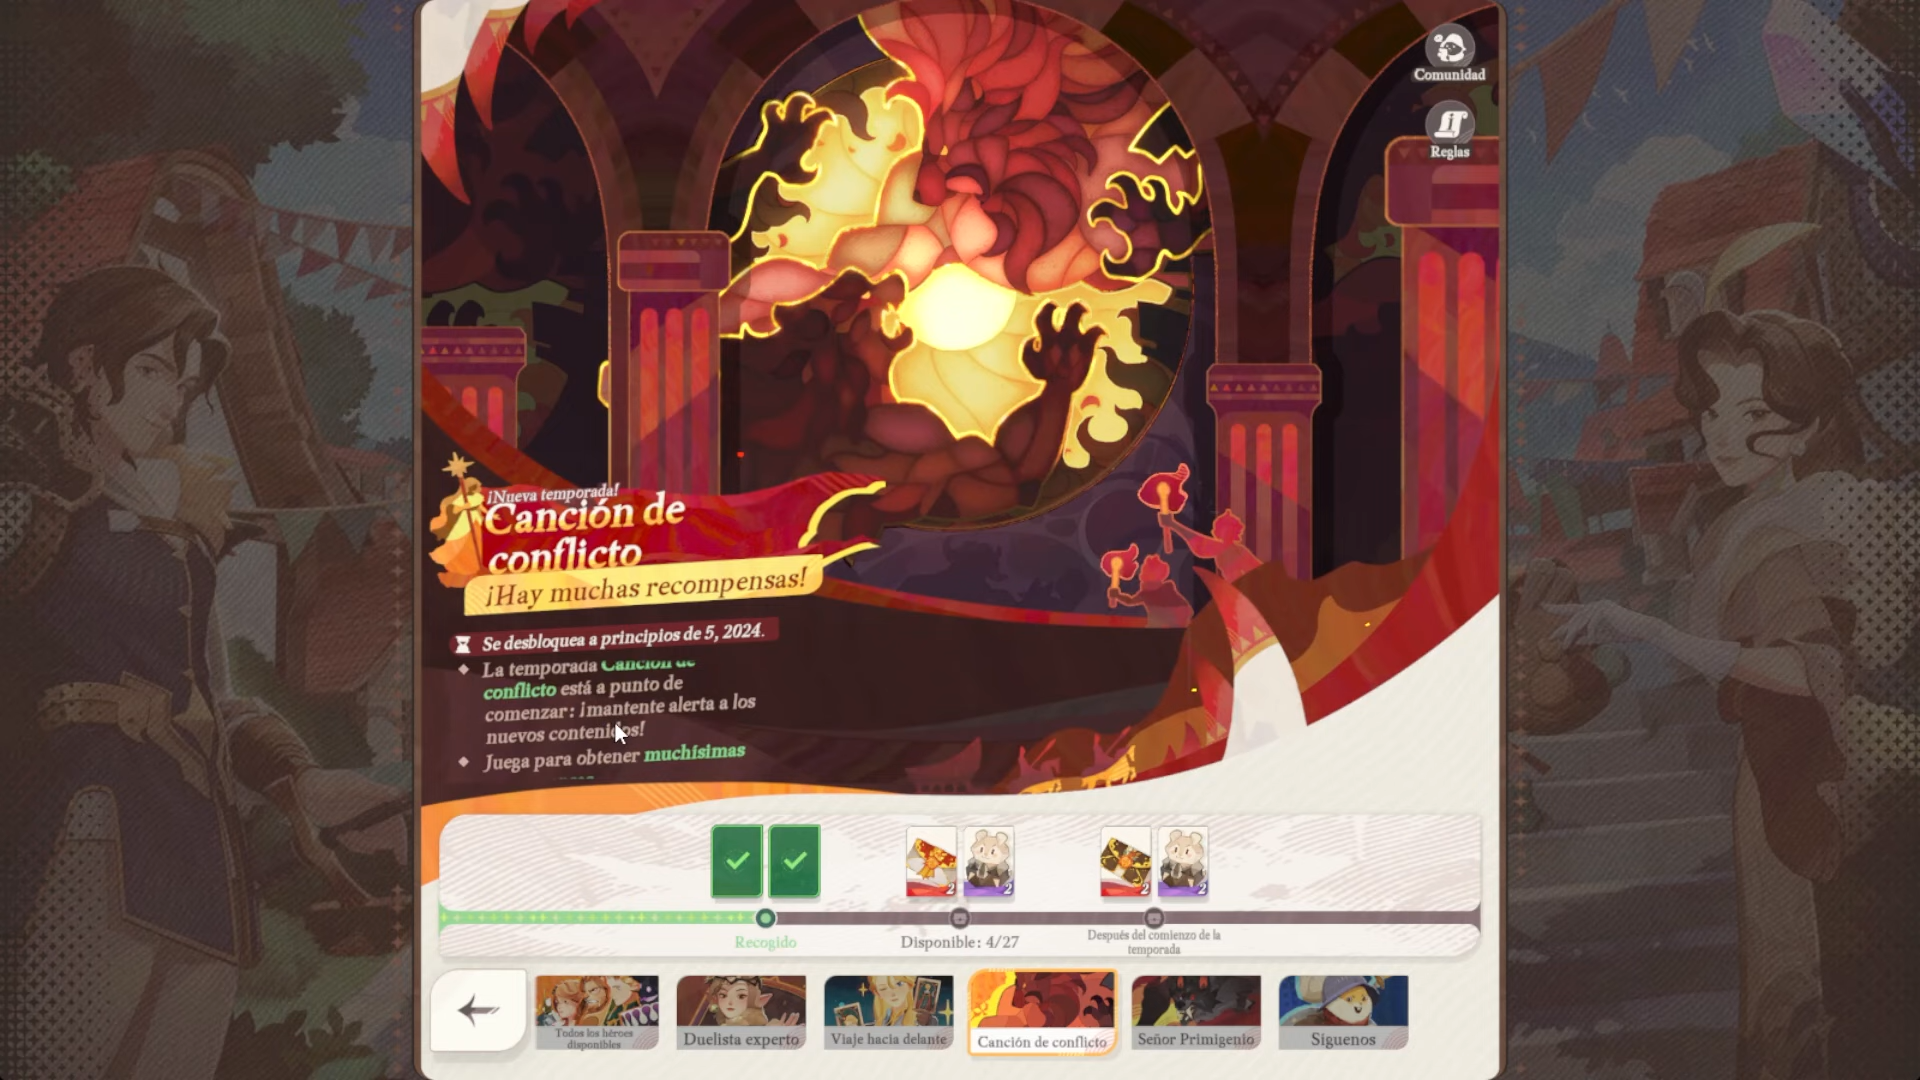 Comunidad
Reglas
¡Nueva temporada!
Canción de
conflicto
¡Hay muchas recompensas!
Se desbloquea a principios de 5, 2024.
La temporada Canción de
conflicto está a punto de
comenzar: ¡mantente alerta a los
nuevos contenidos!
Juega para obtener muchísimas
2
2
2
2
Recogido
Disponible: 4/27
Después del comienzo de la
temporada
Todos los héroes
disponibles
Duelista experto
Viaje hacia delante
Canción de conflicto
Señor Primigenio
Síguenos